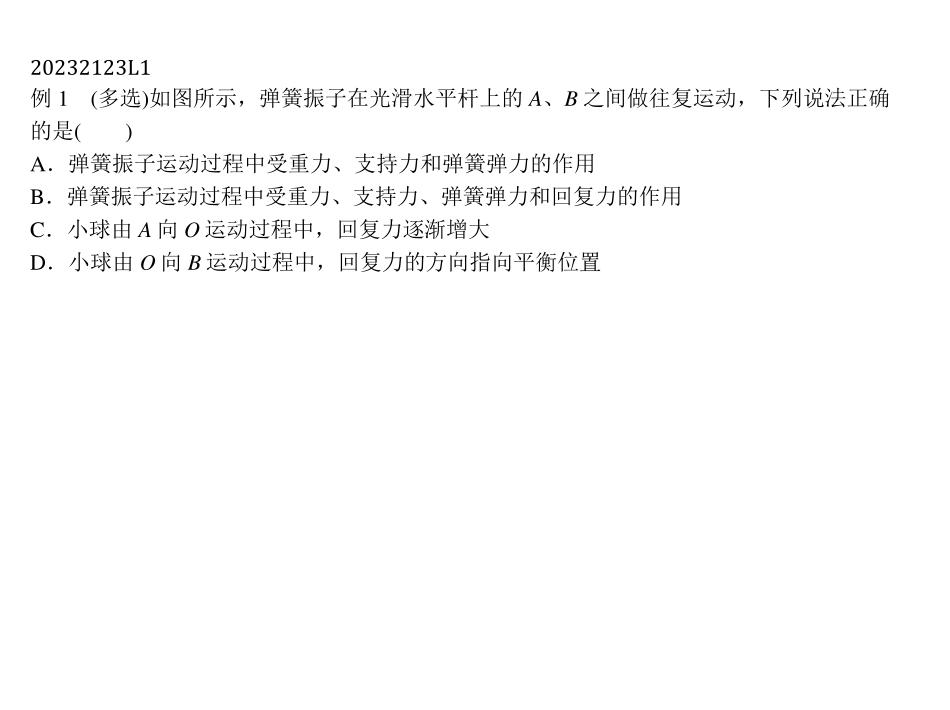 20232123L1
例 1　(多选)如图所示，弹簧振子在光滑水平杆上的 A、B 之间做往复运动，下列说法正确
的是(　　)
A．弹簧振子运动过程中受重力、支持力和弹簧弹力的作用
B．弹簧振子运动过程中受重力、支持力、弹簧弹力和回复力的作用
C．小球由 A 向 O 运动过程中，回复力逐渐增大
D．小球由 O 向 B 运动过程中，回复力的方向指向平衡位置